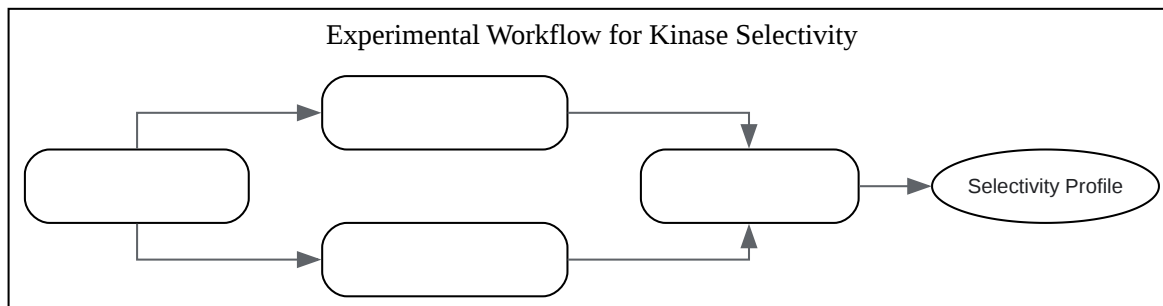 Experimental Workflow for Kinase Selectivity
Selectivity Profile